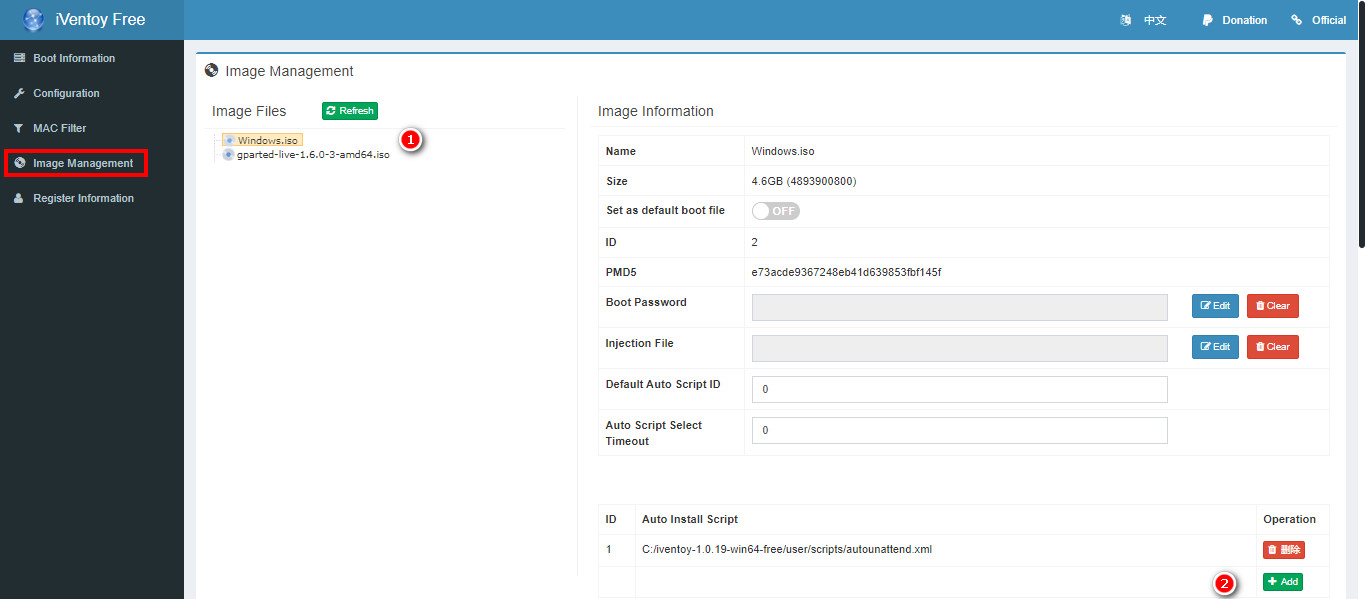 iVentoy Free
中文
Donation
Official
Boot Information
Configuration
MAC Filter
Image Management
Register Information
Image Management
Image Files
Refresh
Windows.iso
1
gparted-live-1.6.0-3-amd64.iso
Image Information
Name Windows.iso
Size 4.6GB (4893900800)
Set as default boot file OFF
ID 2
PMD5 e73acde9367248eb41d639853fbf145f
Boot Password Edit Clear
Injection File Edit Clear
Default Auto Script ID 0
Auto Script Select
Timeout
0
ID Auto Install Script Operation
1 C:/iventoy-1.0.19-win64-free/user/scripts/autounattend.xml 删除
2 Add